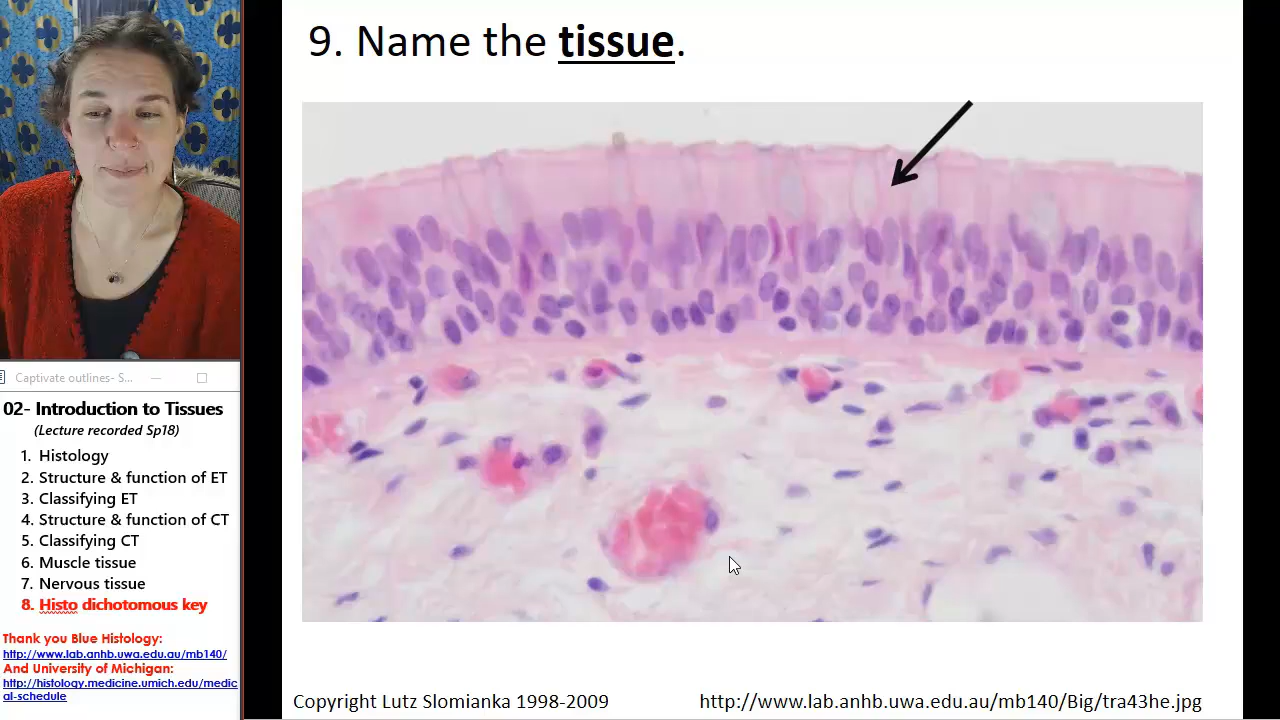 9. Name the tissue.
Captivate outlines- S...
02- Introduction to Tissues
(Lecture recorded Sp18)
1. Histology
2. Structure & function of ET
3. Classifying ET
4. Structure & function of CT
5. Classifying CT
6. Muscle tissue
7. Nervous tissue
8. Histo dichotomous key
Thank you Blue Histology:
http://www.lab.anhb.uwa.edu.au/mb140/
And University of Michigan:
http://histology.medicine.umich.edu/medic
al-schedule
Copyright Lutz Slomianka 1998-2009
http://www.lab.anhb.uwa.edu.au/mb140/Big/tra43he.jpg